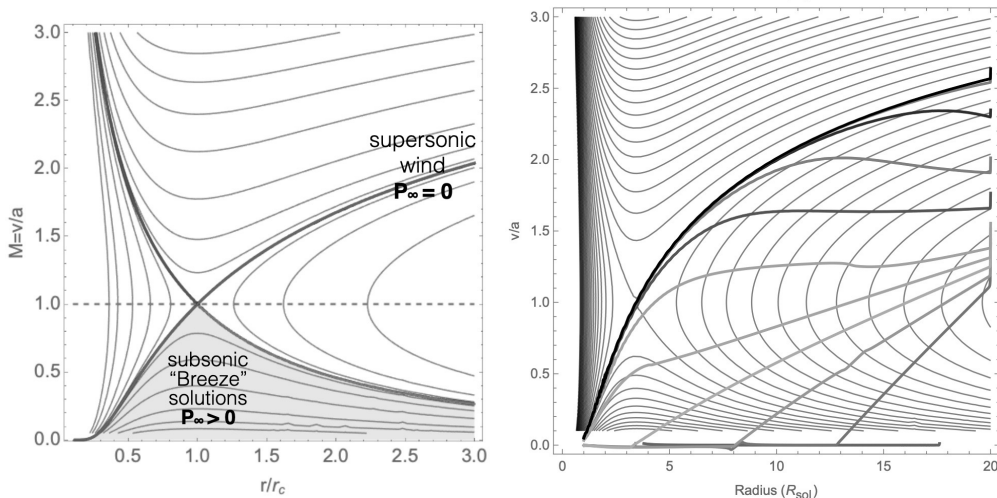 3.0
2.5
2.0
1.5
1.0
0.5
0.0
M=v/a
0.5
1.0
1.5
2.0
2.5
3.0
r/r_c
supersonic
wind
P∞ = 0
subsonic
“Breeze”
solutions
P∞ > 0
3.0
2.5
2.0
1.5
1.0
0.5
0.0
v/a
0
5
10
15
20
Radius (R_sol)